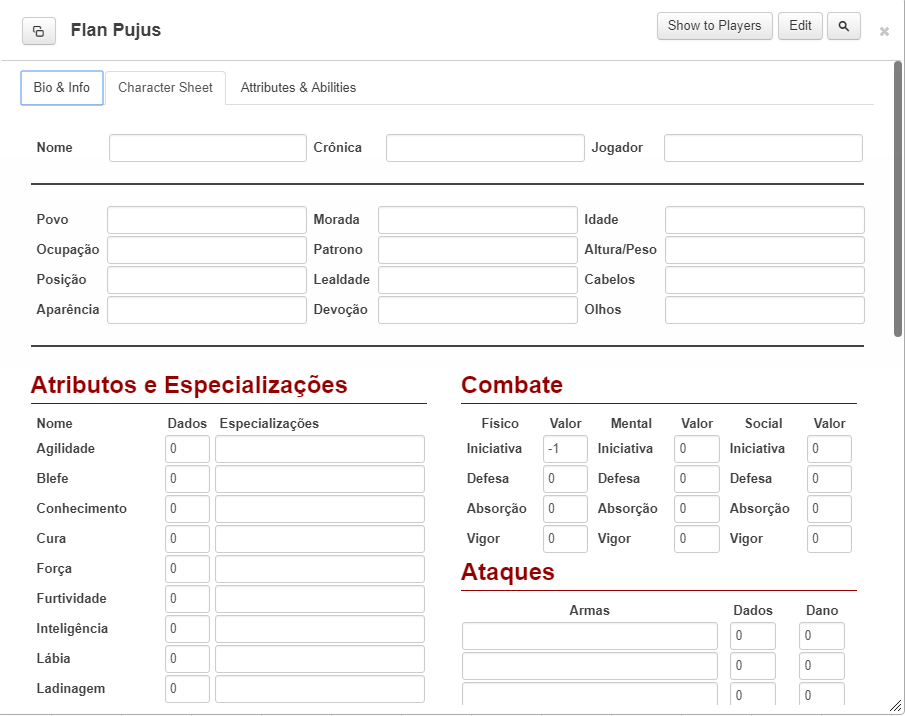 Flan Pujus
Show to Players
Edit
Bio & Info
Character Sheet
Attributes & Abilities
Nome Crônica Jogador
Povo Morada Idade
Ocupação Patrono Altura/Peso
Posição Lealdade Cabelos
Aparência Devoção Olhos
Atributos e Especializações
Nome Dados Especializações
Agilidade 0
Blefe 0
Conhecimento 0
Cura 0
Força 0
Furtividade 0
Inteligência 0
Lábia 0
Ladinagem 0
Combate
Físico Valor Mental Valor Social Valor
Iniciativa -1 Iniciativa 0 Iniciativa 0
Defesa 0 Defesa 0 Defesa 0
Absorção 0 Absorção 0 Absorção 0
Vigor 0 Vigor 0 Vigor 0
Ataques
Armas Dados Dano
0 0
0 0
0 0